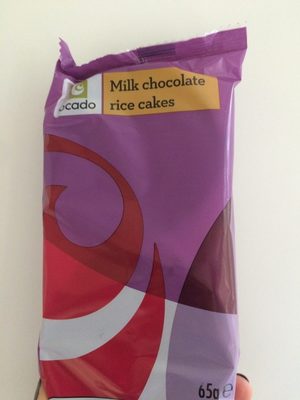 ocado
Milk chocolate
rice cakes
65g e